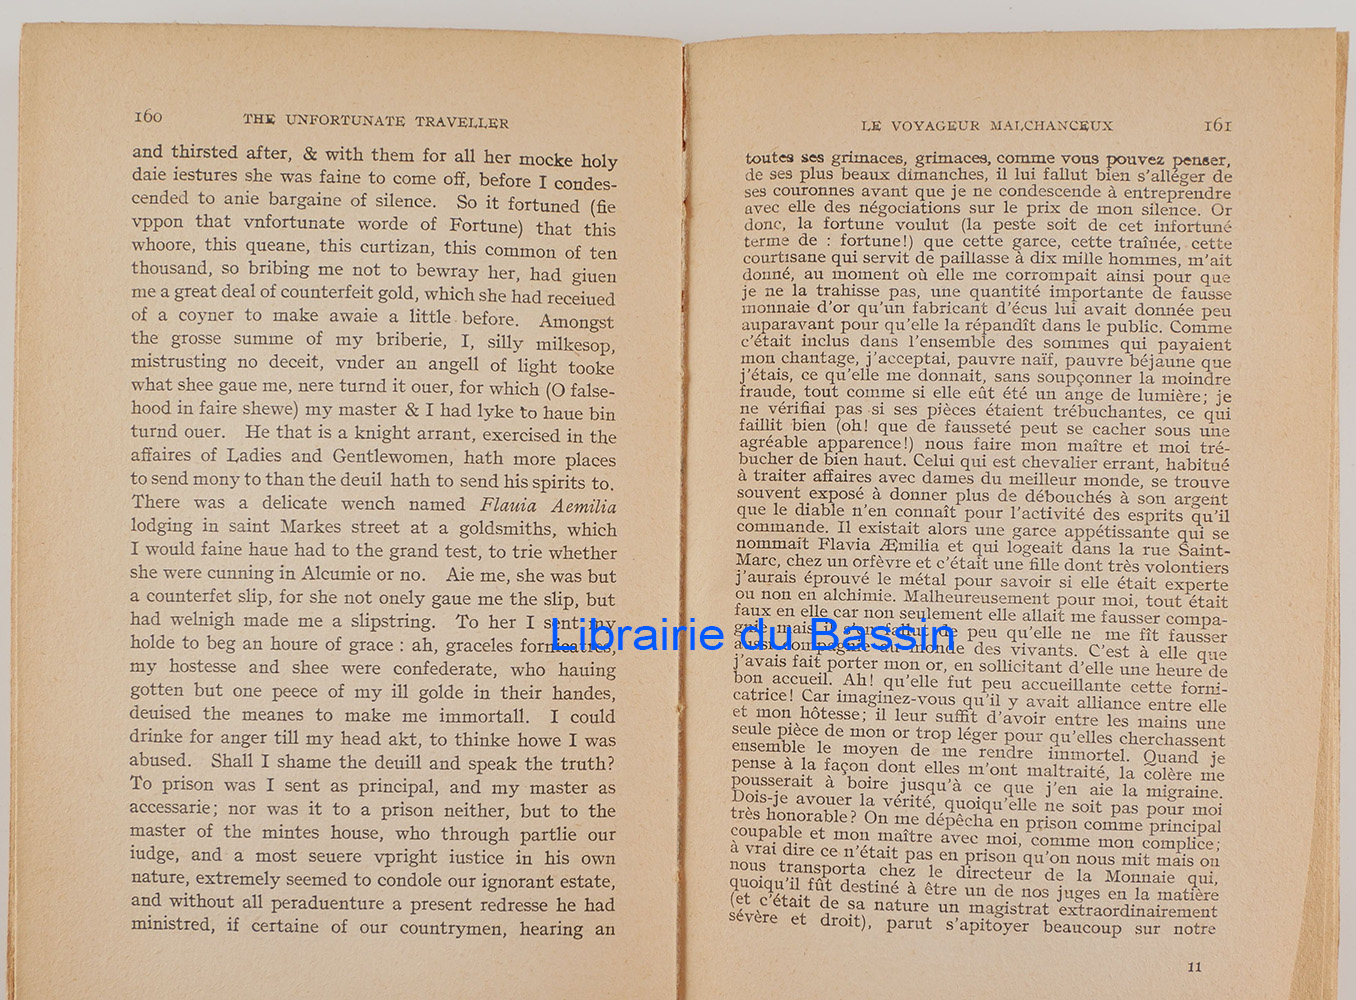 160 THE UNFORTUNATE TRAVELLER
and thirsted after, & with them for all her mocke holy
daie iestures she was faine to come off, before I condes-
cended to anie bargaine of silence. So it fortuned (fie
vppon that vnfortunate worde of Fortune) that this
whoore, this queane, this curtizan, this common of ten
thousand, so bribing me not to bewray her, had giuen
me a great deal of counterfeit gold, which she had receiued
of a coyner to make awaie a little before. Amongst
the grosse summe of my briberie, I, silly milkesop,
mistrusting no deceit, vnder an angell of light tooke
what shee gaue me, nere turnd it ouer, for which (O false-
hood in faire shewe) my master & I had lyke to haue bin
turnd ouer. He that is a knight arrant, exercised in the
affaires of Ladies and Gentlewomen, hath more places
to send mony to than the deuil hath to send his spirits to.
There was a delicate wench named Flauia Aemilia
lodging in saint Markes street at a goldsmiths, which
I would faine haue had to the grand test, to trie whether
she were cunning in Alcumie or no. Aie me, she was but
a counterfet slip, for she not onely gaue me the slip, but
had welnigh made me a slipstring. To her I sent my
holde to beg an houre of grace : ah, graceles fornicatres,
my hostesse and shee were confederate, who hauing
gotten but one peece of my ill golde in their handes,
deuised the meanes to make me immortall. I could
drinke for anger till my head akt, to thinke howe I was
abused. Shall I shame the deuill and speak the truth?
To prison was I sent as principal, and my master as
accessarie; nor was it to a prison neither, but to the
master of the mintes house, who through partlie our
iudge, and a most seuere vpright iustice in his own
nature, extremely seemed to condole our ignorant estate,
and without all peraduenture a present redresse he had
ministred, if certaine of our countrymen, hearing an
LE VOYAGEUR MALCHANCEUX 161
toutes ses grimaces, grimaces, comme vous pouvez penser,
de ses plus beaux dimanches, il lui fallut bien s'alléger de
ses couronnes avant que je ne condescende à entreprendre
avec elle des négociations sur le prix de mon silence. Or
donc, la fortune voulut (la peste soit de cet infortuné
terme de : fortune!) que cette garce, cette traînée, cette
courtisane qui servit de paillasse à dix mille hommes, m'ait
donné, au moment où elle me corrompait ainsi pour que
je ne la trahisse pas, une quantité importante de fausse
monnaie d'or qu'un fabricant d'écus lui avait donnée peu
auparavant pour qu'elle la répandît dans le public. Comme
c'était inclus dans l'ensemble des sommes qui payaient
mon chantage, j'acceptai, pauvre naïf, pauvre béjaune que
j'étais, ce qu'elle me donnait, sans soupçonner la moindre
fraude, tout comme si elle eût été un ange de lumière; je
ne vérifiai pas si ses pièces étaient trébuchantes, ce qui
faillit bien (oh! que de fausseté peut se cacher sous une
agréable apparence!) nous faire mon maître et moi tré-
bucher de bien haut. Celui qui est chevalier errant, habitué
à traiter affaires avec dames du meilleur monde, se trouve
souvent exposé à donner plus de débouchés à son argent
que le diable n'en connaît pour l'activité des esprits qu'il
commande. Il existait alors une garce appétissante qui se
nommait Flavia Æmilia et qui logeait dans la rue Saint-
Marc, chez un orfèvre et c'était une fille dont très volontiers
j'aurais éprouvé le métal pour savoir si elle était experte
ou non en alchimie. Malheureusement pour moi, tout était
faux en elle car non seulement elle allait me fausser compa-
gnie mais il s'en fallut de peu qu'elle ne me fît fausser
aussi compagnie au monde des vivants. C'est à elle que
j'avais fait porter mon or, en sollicitant d'elle une heure de
bon accueil. Ah! qu'elle fut peu accueillante cette forni-
catrice! Car imaginez-vous qu'il y avait alliance entre elle
et mon hôtesse; il leur suffit d'avoir entre les mains une
seule pièce de mon or trop léger pour qu'elles cherchassent
ensemble le moyen de me rendre immortel. Quand je
pense à la façon dont elles m'ont maltraité, la colère me
pousserait à boire jusqu'à ce que j'en aie la migraine.
Dois-je avouer la vérité, quoiqu'elle ne soit pas pour moi
très honorable? On me dépêcha en prison comme principal
coupable et mon maître avec moi, comme mon complice;
à vrai dire ce n'était pas en prison qu'on nous mit mais on
nous transporta chez le directeur de la Monnaie qui,
quoiqu'il fût destiné à être un de nos juges en la matière
(et c'était de sa nature un magistrat extraordinairement
sévère et droit), parut s'apitoyer beaucoup sur notre
11
Librairie du Bassin